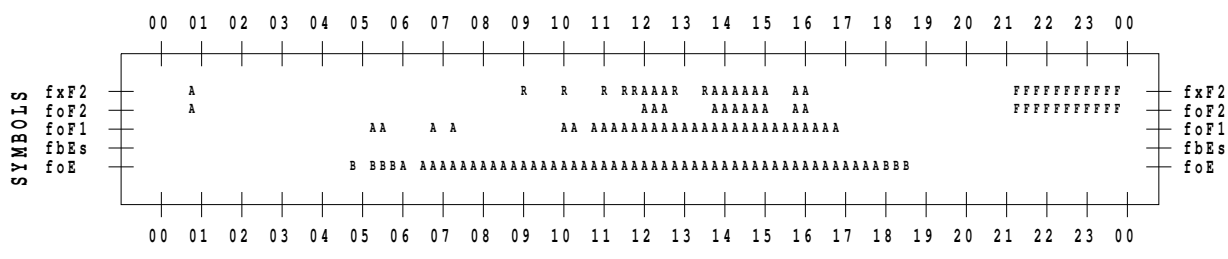 00 01 02 03 04 05 06 07 08 09 10 11 12 13 14 15 16 17 18 19 20 21 22 23 00
SYMBOLS
fxF2 A R R R RRAAAR RAAAAAA AA FFFFFFFFFFF fxF2
foF2 A AAA AAAAAA AA FFFFFFFFFFF foF2
foF1 AA A A AA AAAAAAAAAAAAAAAAAAAAAAAAA foF1
fbEs fbEs
foE B BBBA AAAAAAAAAAAAAAAAAAAAAAAAAAAAAAAAAAAAAAAAAAAAAABBB foE
00 01 02 03 04 05 06 07 08 09 10 11 12 13 14 15 16 17 18 19 20 21 22 23 00